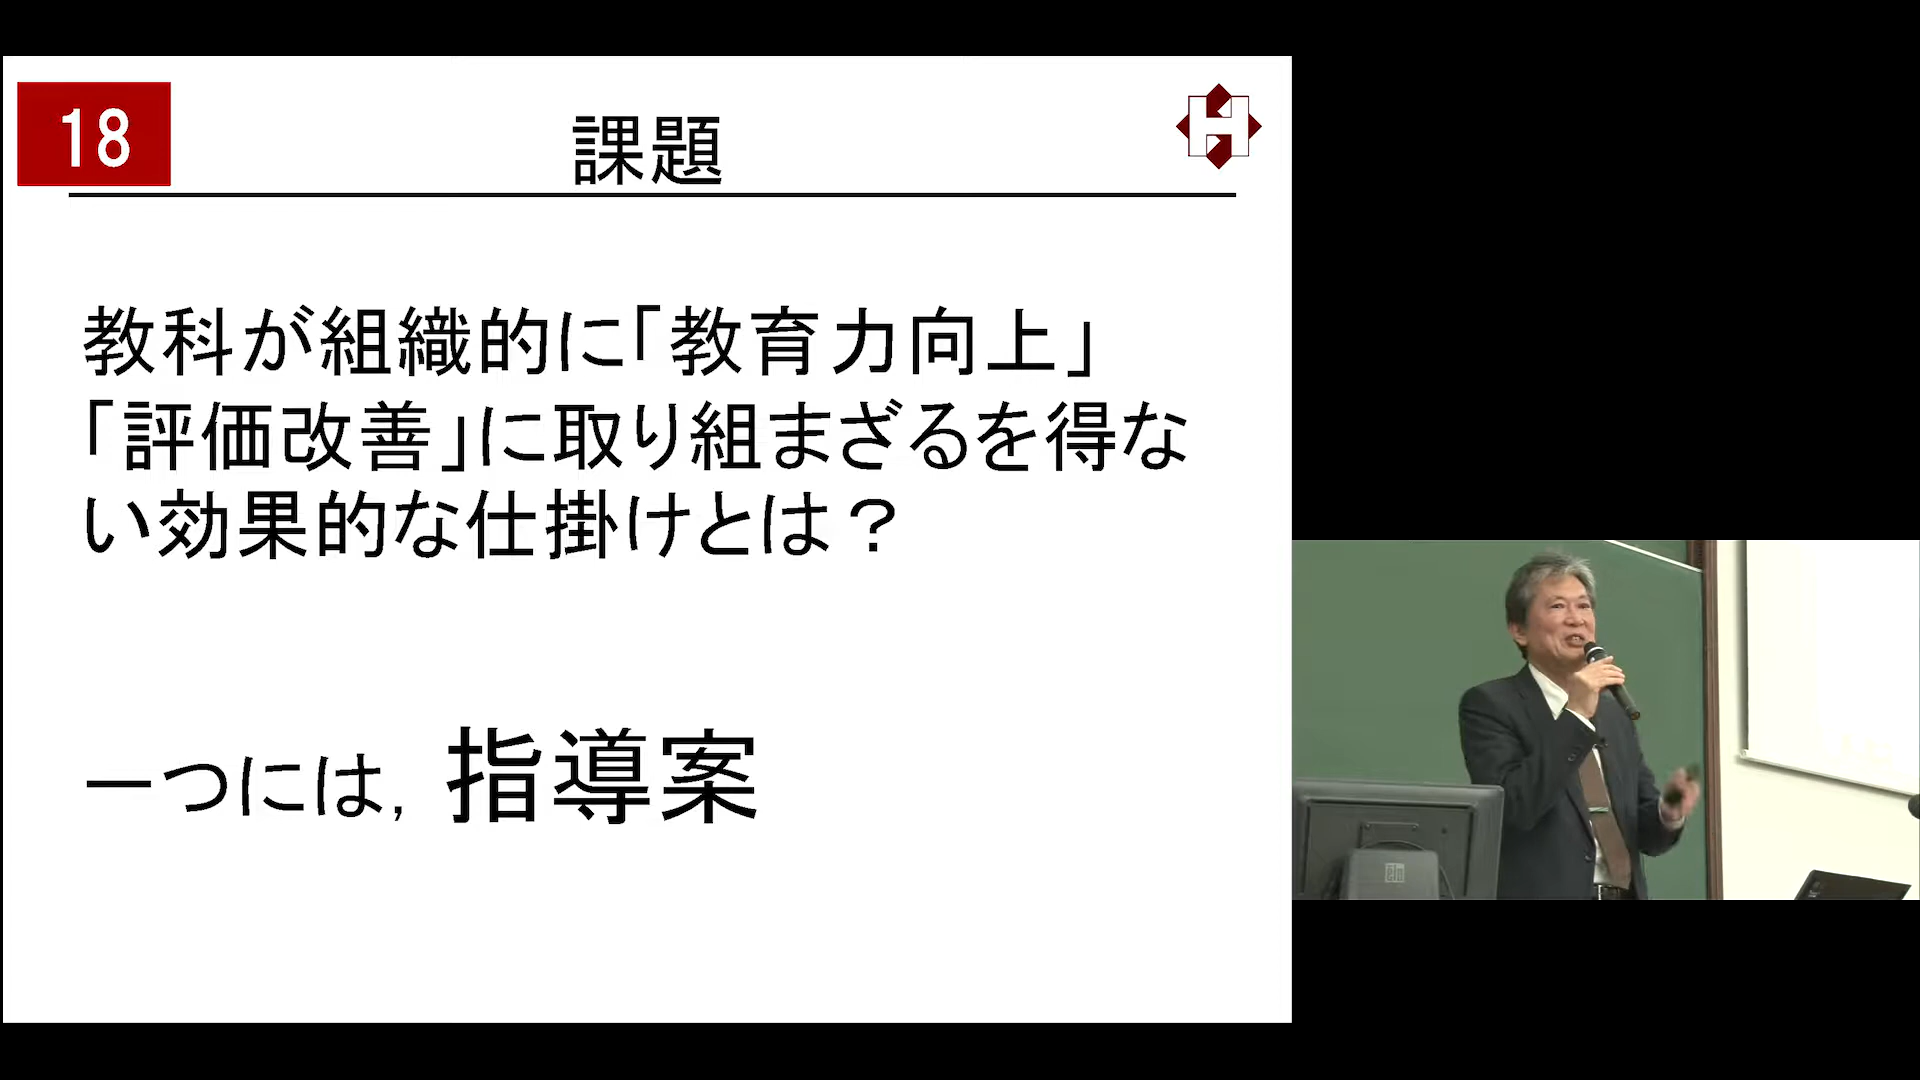 18
課題
教科が組織的に「教育力向上」
「評価改善」に取り組まざるを得な
い効果的な仕掛けとは？
一つには，指導案
elo